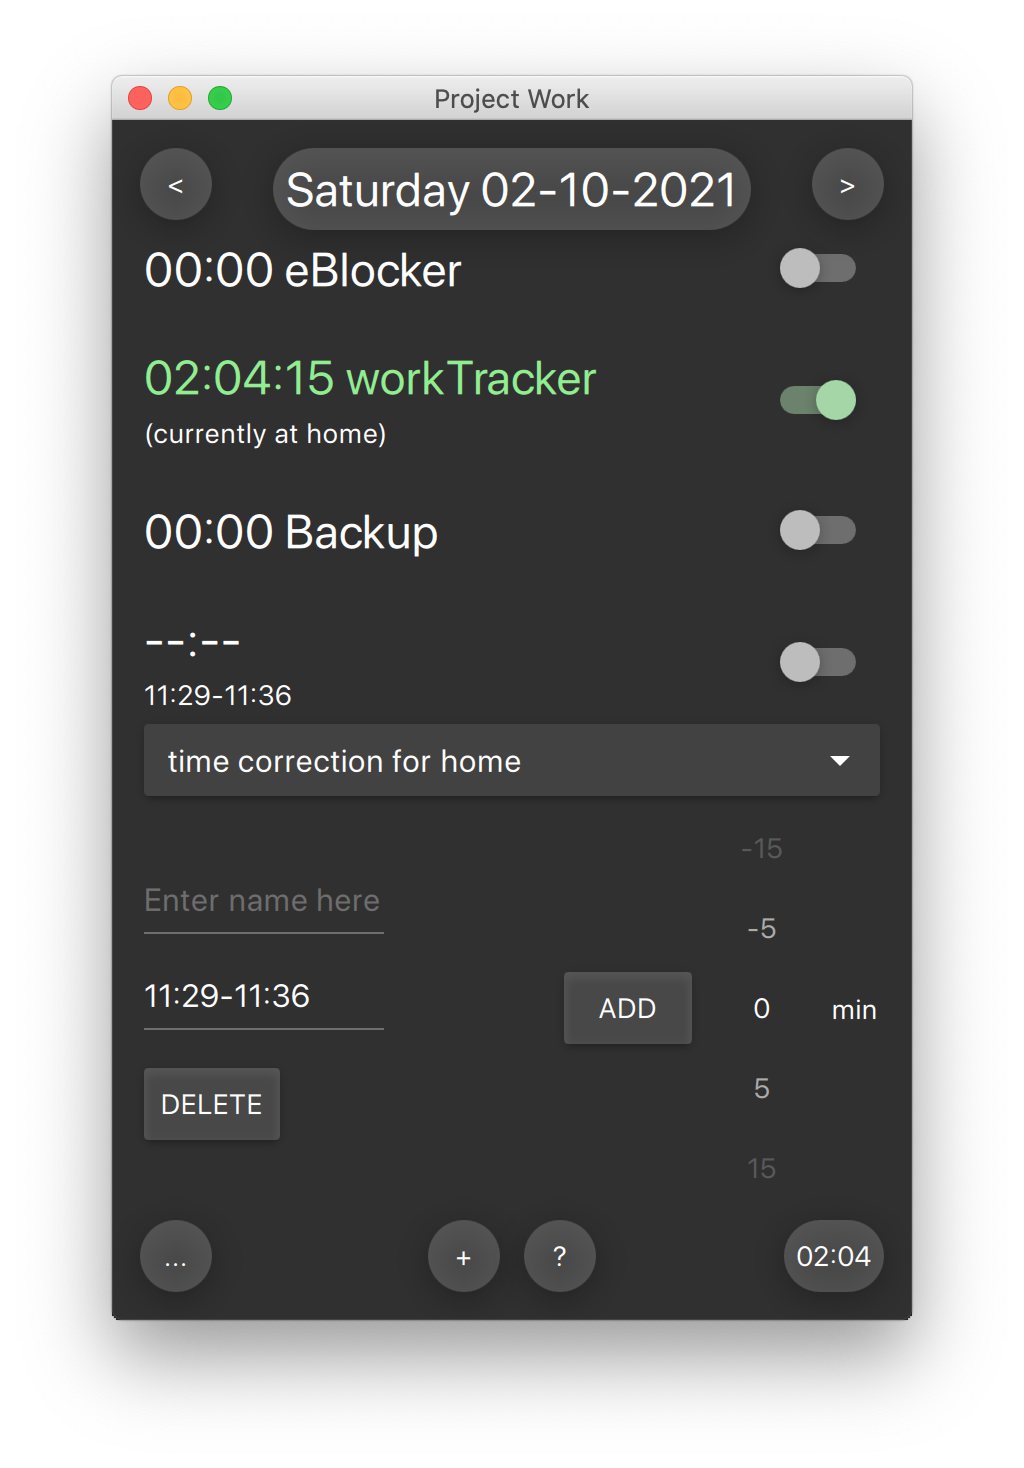 Project Work
<
Saturday 02-10-2021
>
00:00 eBlocker
02:04:15 workTracker
(currently at home)
00:00 Backup
--:--
11:29-11:36
time correction for home
-15
Enter name here
-5
11:29-11:36
ADD
0
min
DELETE
5
15
...
+
?
02:04